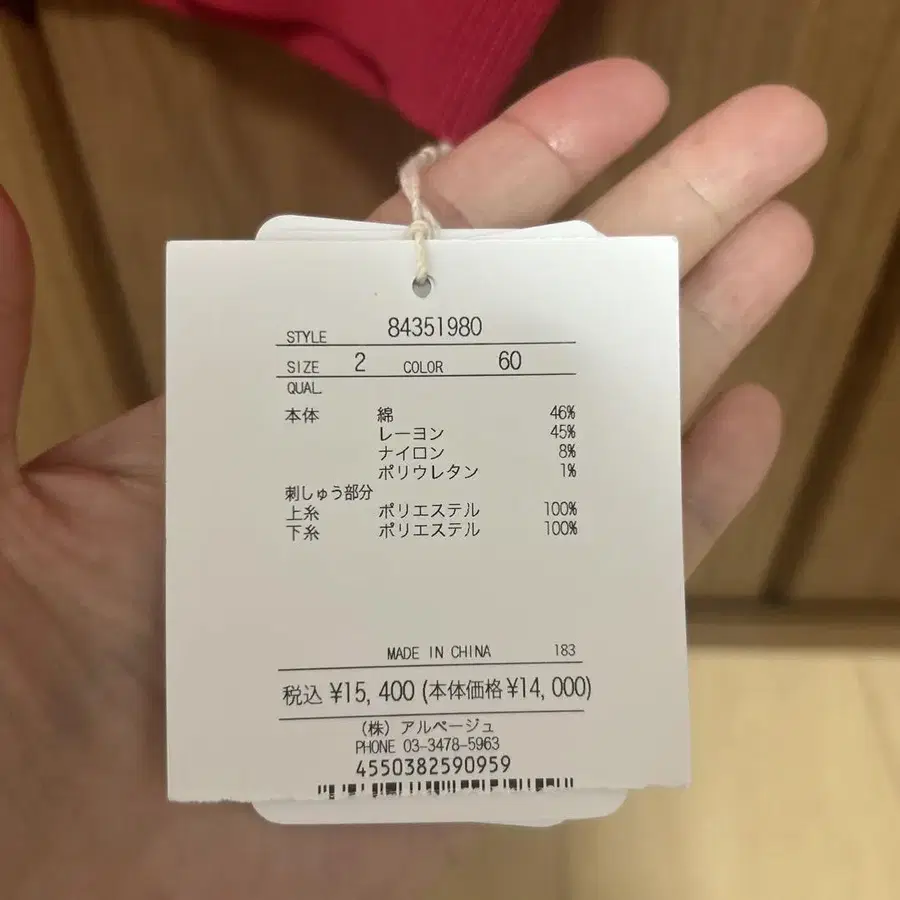 STYLE 84351980
SIZE 2 COLOR 60
QUAL.
本体 綿 46%
レーヨン 45%
ナイロン 8%
ポリウレタン 1%
刺しゅう部分
上糸 ポリエステル 100%
下糸 ポリエステル 100%
MADE IN CHINA 183
税込 ¥15,400 (本体価格¥14,000)
(株) アルページュ
PHONE 03-3478-5963
4550382590959